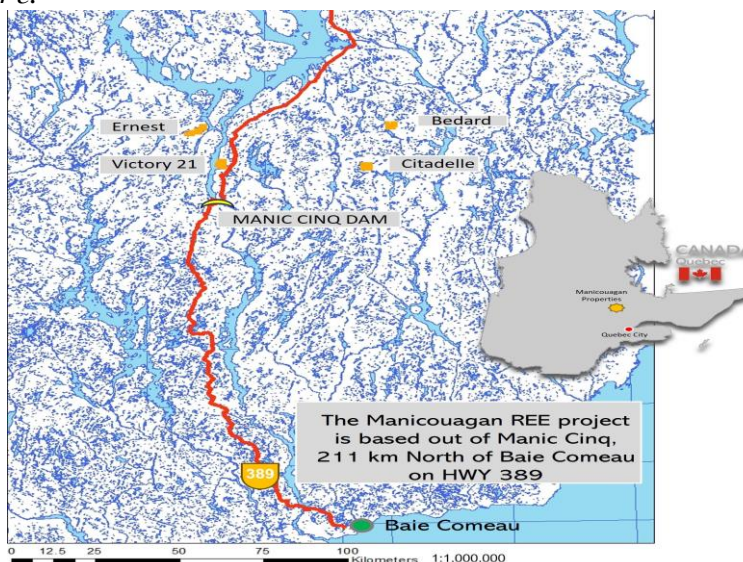 Ernest
Bedard
Victory 21
Citadelle
MANIC CINQ DAM
CANADA
Quebec
Manicouagan
Properties
Quebec City
The Manicouagan REE project
is based out of Manic Cinq,
211 km North of Baie Comeau
on HWY 389
389
Baie Comeau
0 12.5 25 50 75 100
Kilometers 1:1,000,000